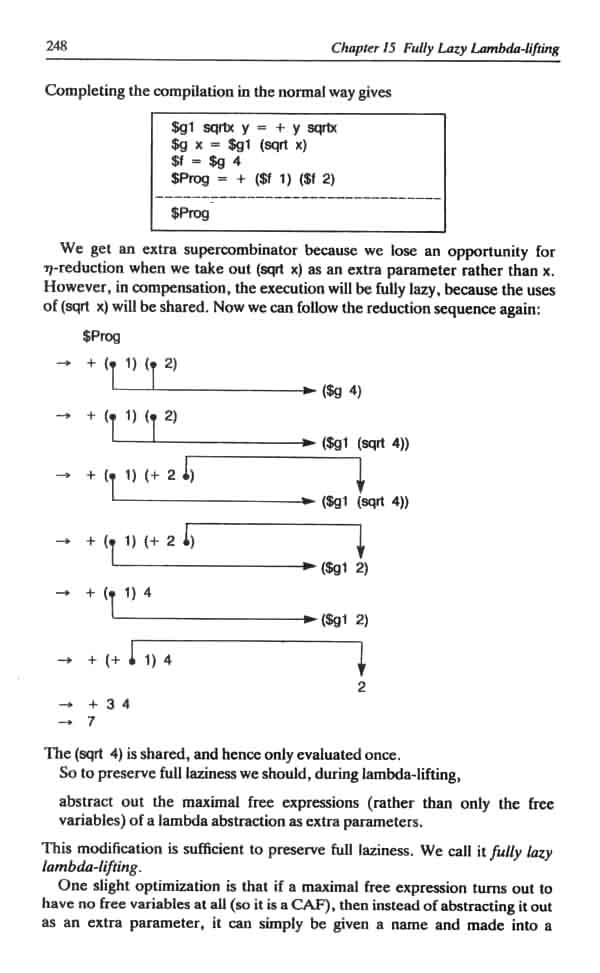 248
Chapter 15 Fully Lazy Lambda-lifting
Completing the compilation in the normal way gives
$g1 sqrtx y = + y sqrtx
$g x = $g1 (sqrt x)
$f = $g 4
$Prog = + ($f 1) ($f 2)
$Prog
We get an extra supercombinator because we lose an opportunity for
η-reduction when we take out (sqrt x) as an extra parameter rather than x.
However, in compensation, the execution will be fully lazy, because the uses
of (sqrt x) will be shared. Now we can follow the reduction sequence again:
$Prog
→ + (• 1) (• 2)
($g 4)
→ + (• 1) (• 2)
($g1 (sqrt 4))
→ + (• 1) (+ 2 •)
($g1 (sqrt 4))
→ + (• 1) (+ 2 •)
($g1 2)
→ + (• 1) 4
($g1 2)
→ + (+ • 1) 4
2
→ + 3 4
→ 7
The (sqrt 4) is shared, and hence only evaluated once.
So to preserve full laziness we should, during lambda-lifting,
abstract out the maximal free expressions (rather than only the free
variables) of a lambda abstraction as extra parameters.
This modification is sufficient to preserve full laziness. We call it fully lazy
lambda-lifting.
One slight optimization is that if a maximal free expression turns out to
have no free variables at all (so it is a CAF), then instead of abstracting it out
as an extra parameter, it can simply be given a name and made into a